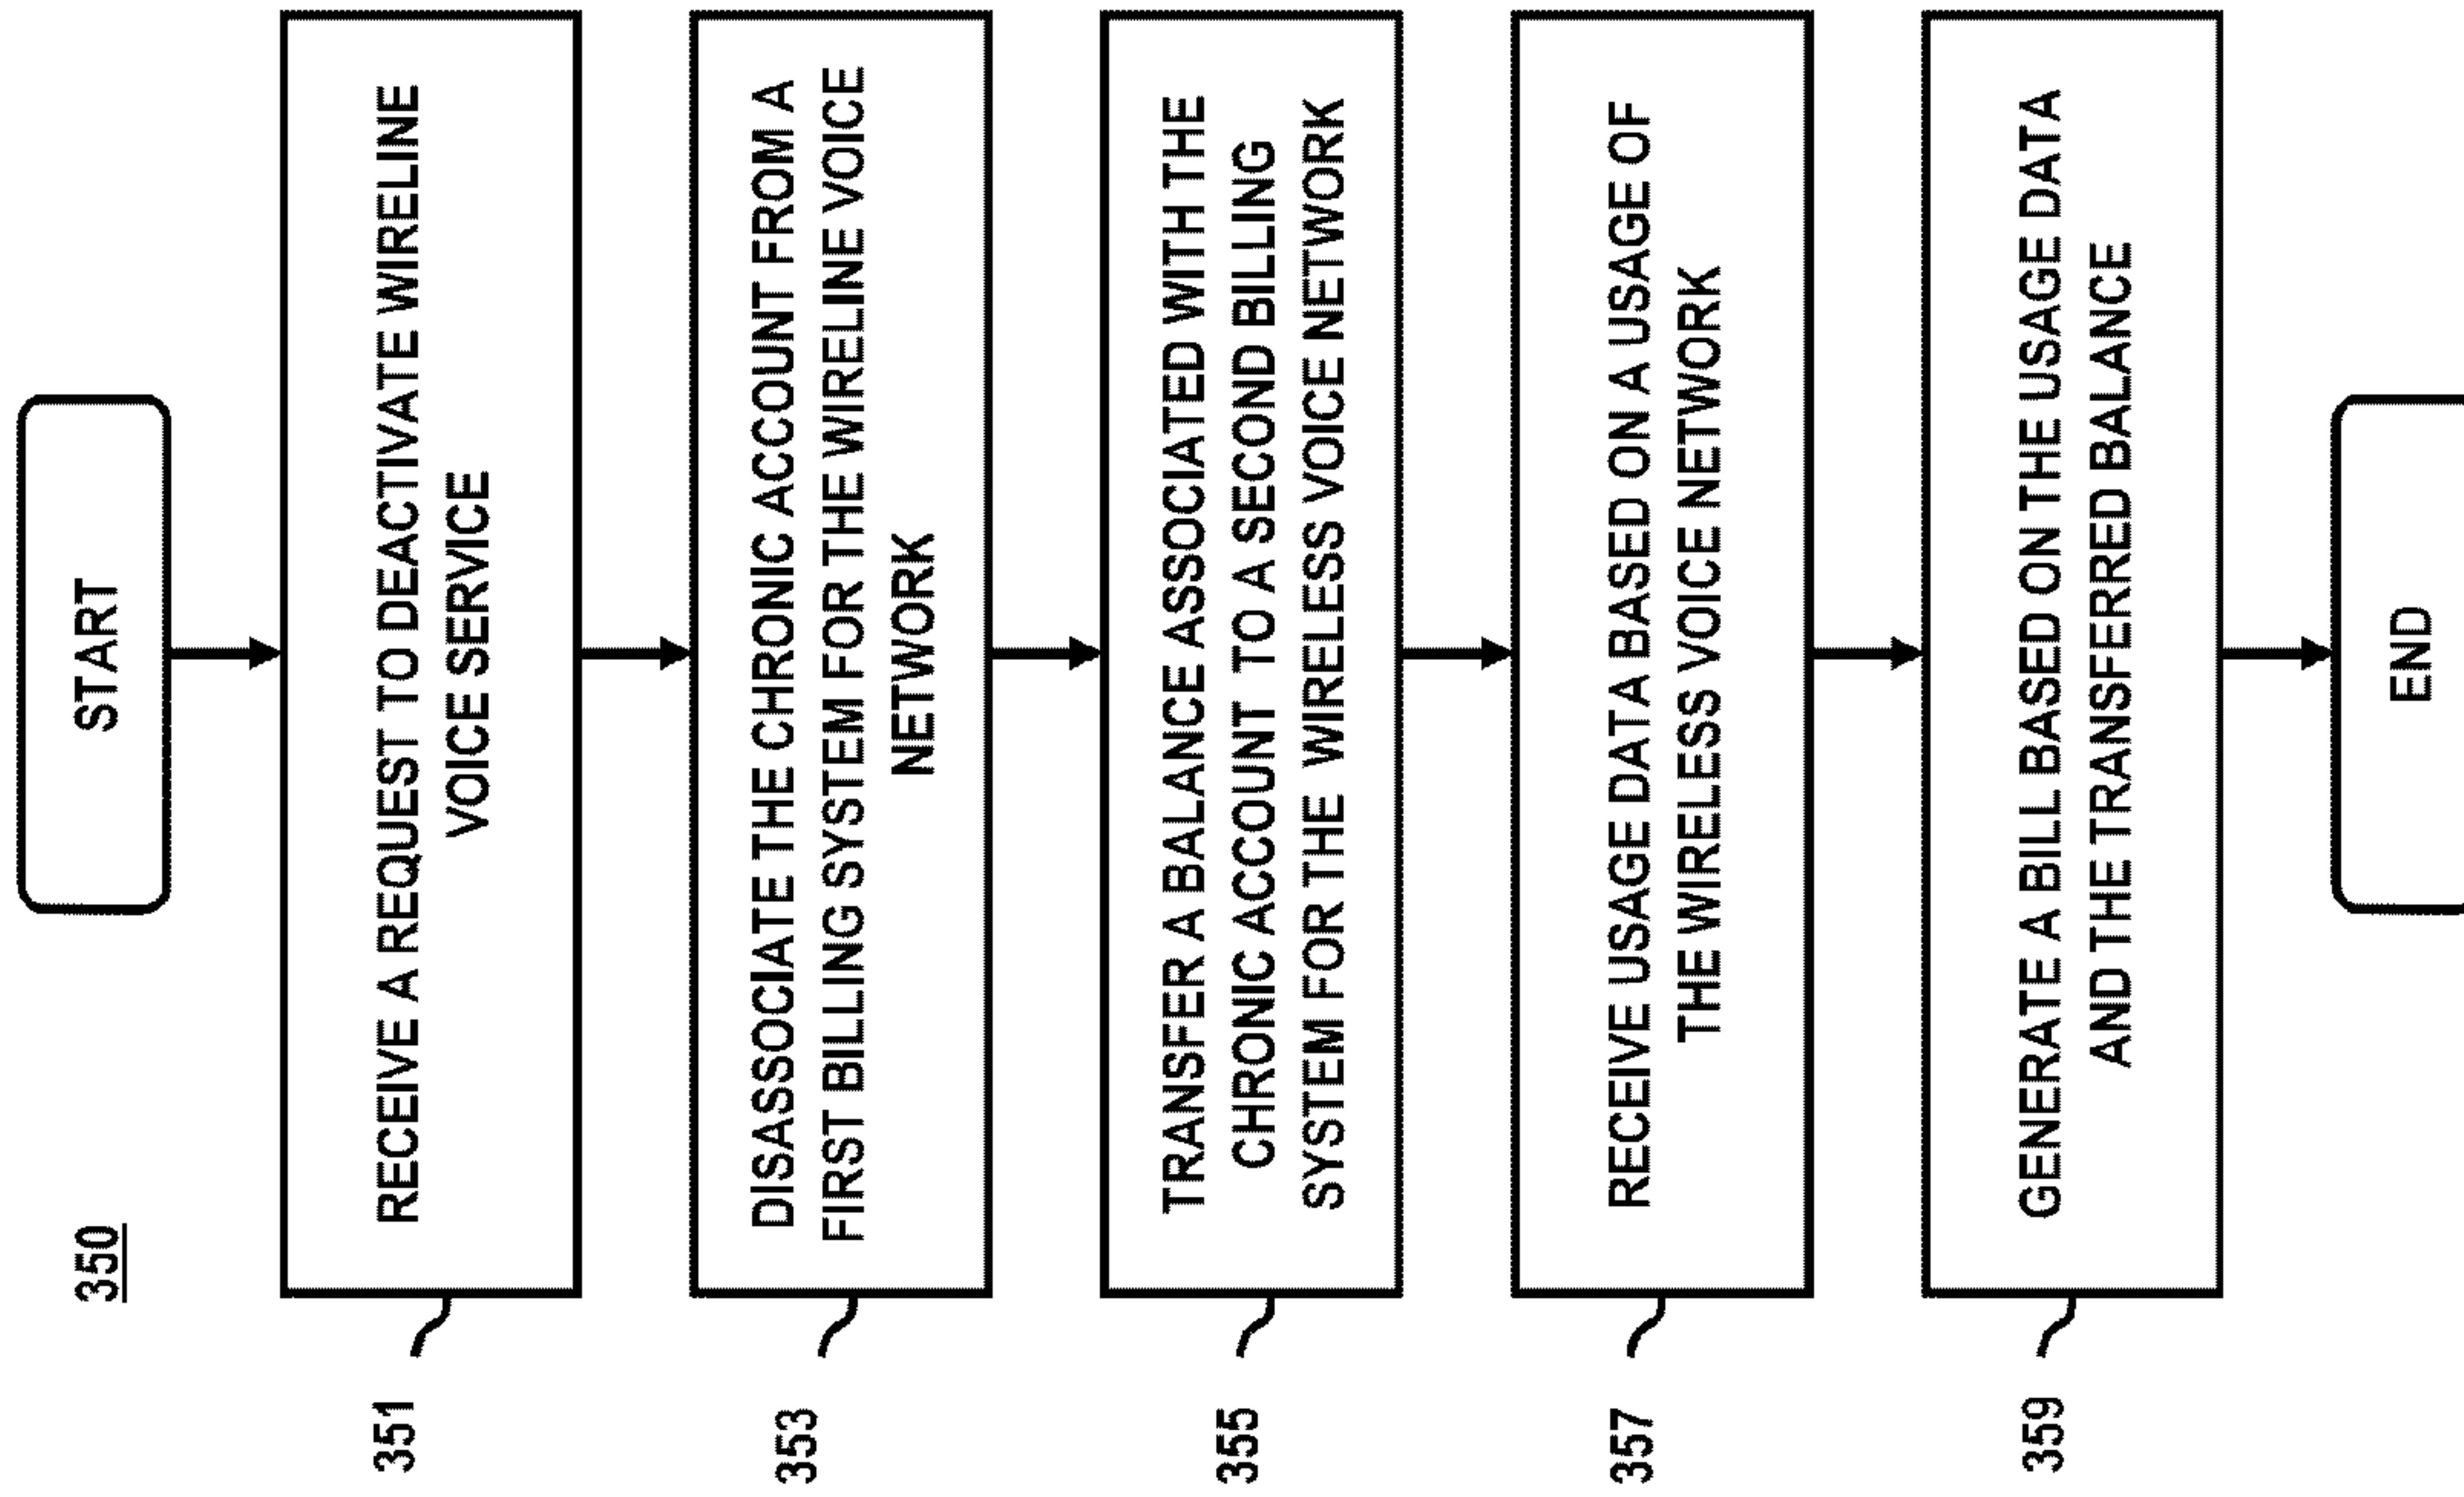 350
START
351
RECEIVE A REQUEST TO DEACTIVATE WIRELINE
VOICE SERVICE
353
DISASSOCIATE THE CHRONIC ACCOUNT FROM A
FIRST BILLING SYSTEM FOR THE WIRELINE VOICE
NETWORK
355
TRANSFER A BALANCE ASSOCIATED WITH THE
CHRONIC ACCOUNT TO A SECOND BILLING
SYSTEM FOR THE WIRELESS VOICE NETWORK
357
RECEIVE USAGE DATA BASED ON A USAGE OF
THE WIRELESS VOICE NETWORK
359
GENERATE A BILL BASED ON THE USAGE DATA
AND THE TRANSFERRED BALANCE
END